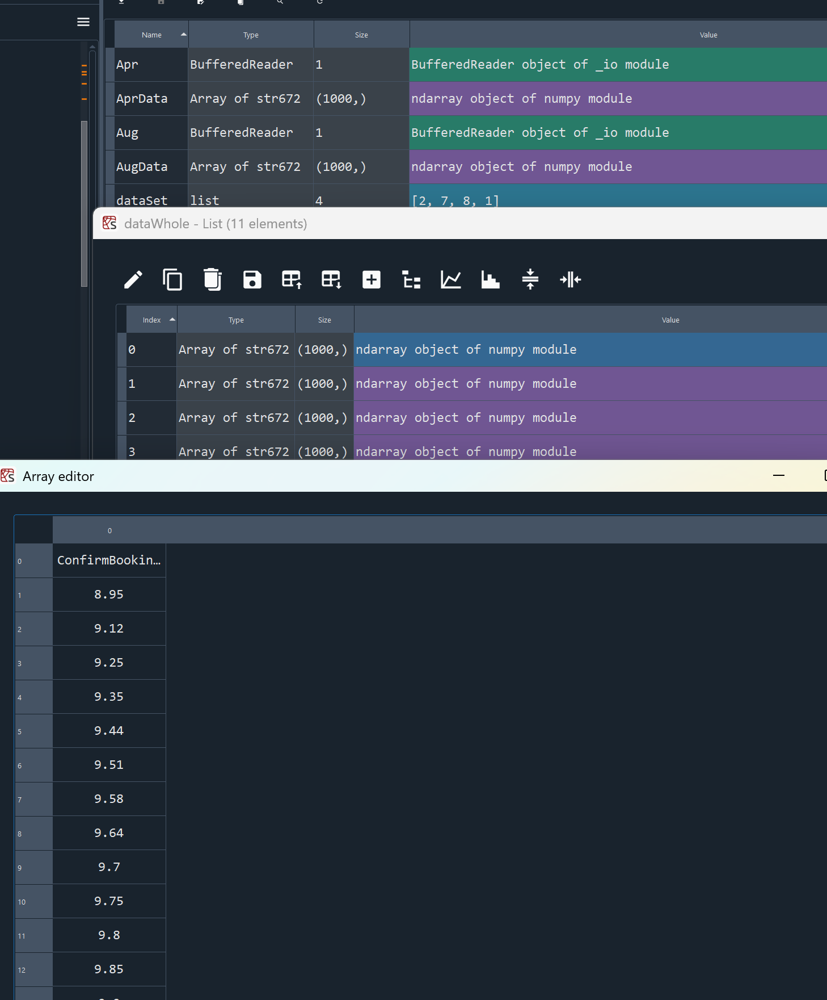 Name Type Size Value
Apr BufferedReader 1 BufferedReader object of _io module
AprData Array of str672 (1000,) ndarray object of numpy module
Aug BufferedReader 1 BufferedReader object of _io module
AugData Array of str672 (1000,) ndarray object of numpy module
dataSet list 4 [2, 7, 8, 1]
dataWhole - List (11 elements)
Index Type Size Value
0 Array of str672 (1000,) ndarray object of numpy module
1 Array of str672 (1000,) ndarray object of numpy module
2 Array of str672 (1000,) ndarray object of numpy module
3 Array of str672 (1000,) ndarray object of numpy module
Array editor
0
0 ConfirmBookin…
1 8.95
2 9.12
3 9.25
4 9.35
5 9.44
6 9.51
7 9.58
8 9.64
9 9.7
10 9.75
11 9.8
12 9.85